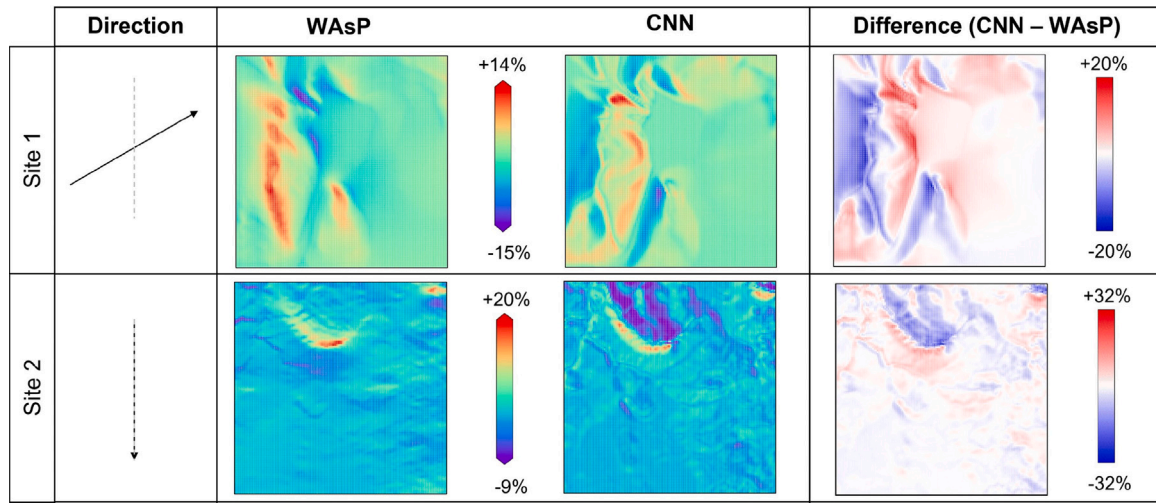 Direction
WAsP
CNN
Difference (CNN – WAsP)
Site 1
+14%
-15%
+20%
-20%
Site 2
+20%
-9%
+32%
-32%